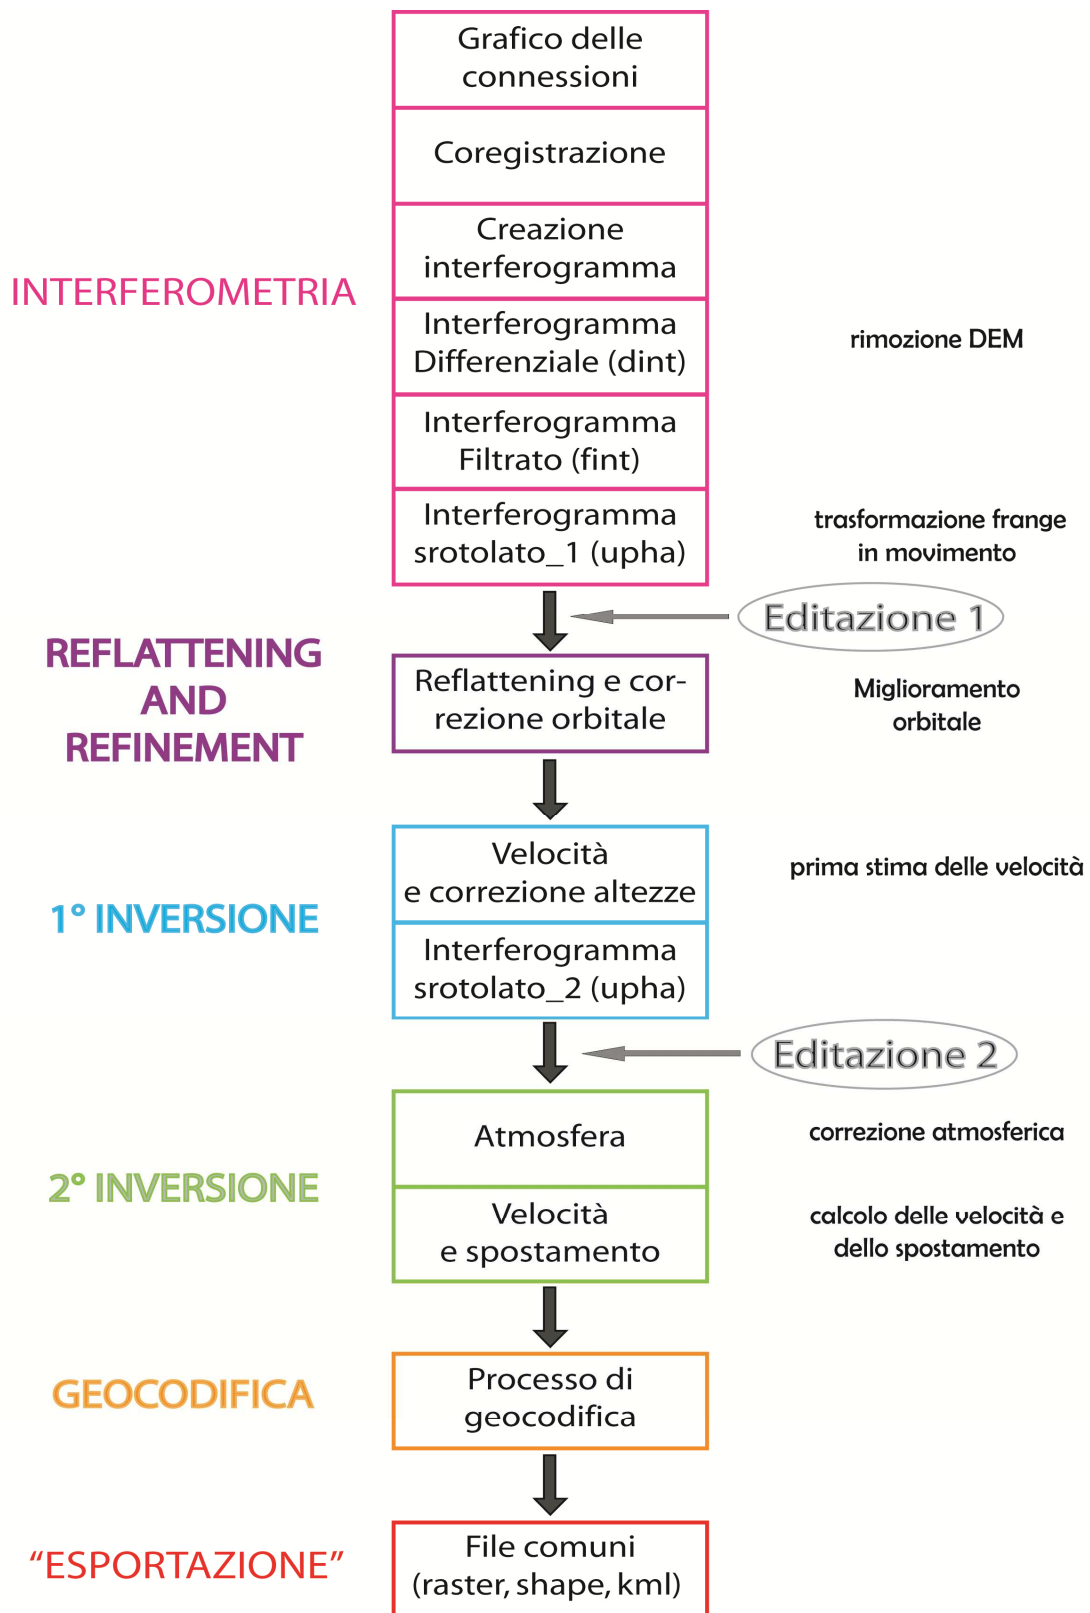 Grafico delle
connessioni
Coregistrazione
Creazione
interferogramma
INTERFEROMETRIA
Interferogramma
Differenziale (dint)
rimozione DEM
Interferogramma
Filtrato (fint)
Interferogramma
srotolato_1 (upha)
trasformazione frange
in movimento
Editazione 1
REFLATTENING
AND
REFINEMENT
Reflattening e cor-
rezione orbitale
Miglioramento
orbitale
Velocità
e correzione altezze
prima stima delle velocità
1° INVERSIONE
Interferogramma
srotolato_2 (upha)
Editazione 2
Atmosfera
correzione atmosferica
2° INVERSIONE
Velocità
e spostamento
calcolo delle velocità e
dello spostamento
GEOCODIFICA
Processo di
geocodifica
“ESPORTAZIONE”
File comuni
(raster, shape, kml)